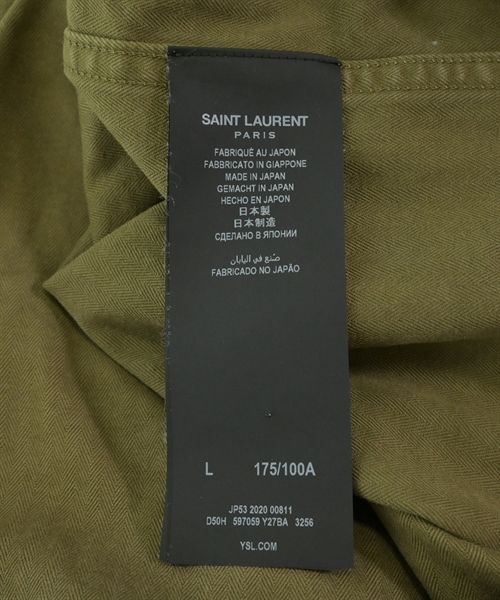 SAINT LAURENT
PARIS
FABRIQUÉ AU JAPON
FABBRICATO IN GIAPPONE
MADE IN JAPAN
GEMACHT IN JAPAN
HECHO EN JAPON
日本製
日本制造
СДЕЛАНО В ЯПОНИИ
صنع في اليابان
FABRICADO NO JAPÃO
L 175/100A
JP53 2020 00811
D50H 597059 Y27BA 3256
YSL.COM